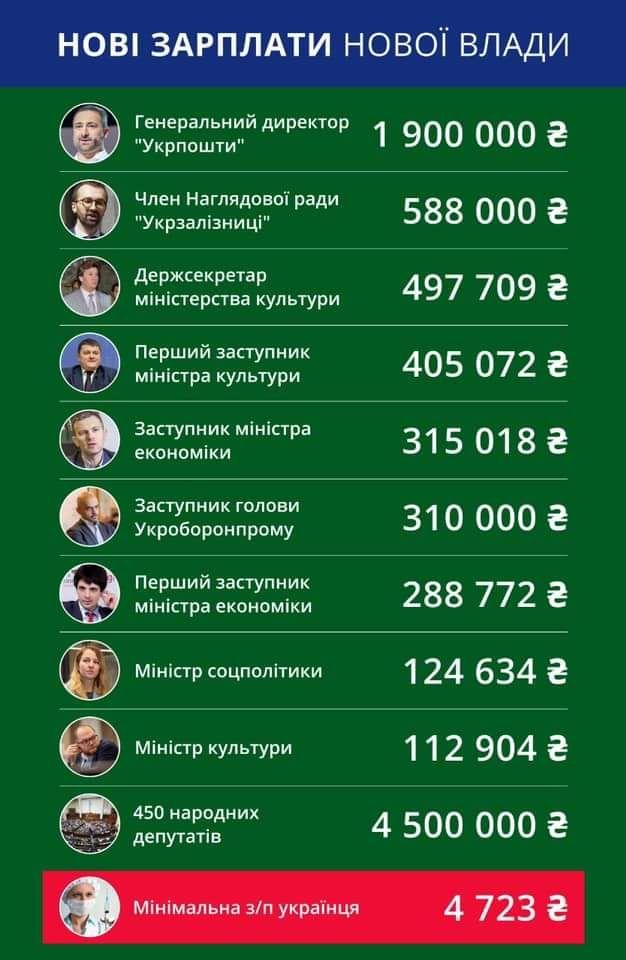 НОВІ ЗАРПЛАТИ НОВОЇ ВЛАДИ
Генеральний директор
"Укрпошти"
1 900 000 ₴
Член Наглядової ради
"Укрзалізниці"
588 000 ₴
Держсекретар
міністерства культури
497 709 ₴
Перший заступник
міністра культури
405 072 ₴
Заступник міністра
економіки
315 018 ₴
Заступник голови
Укроборонпрому
310 000 ₴
Перший заступник
міністра економіки
288 772 ₴
Міністр соцполітики
124 634 ₴
Міністр культури
112 904 ₴
450 народних
депутатів
4 500 000 ₴
Мінімальна з/п українця
4 723 ₴